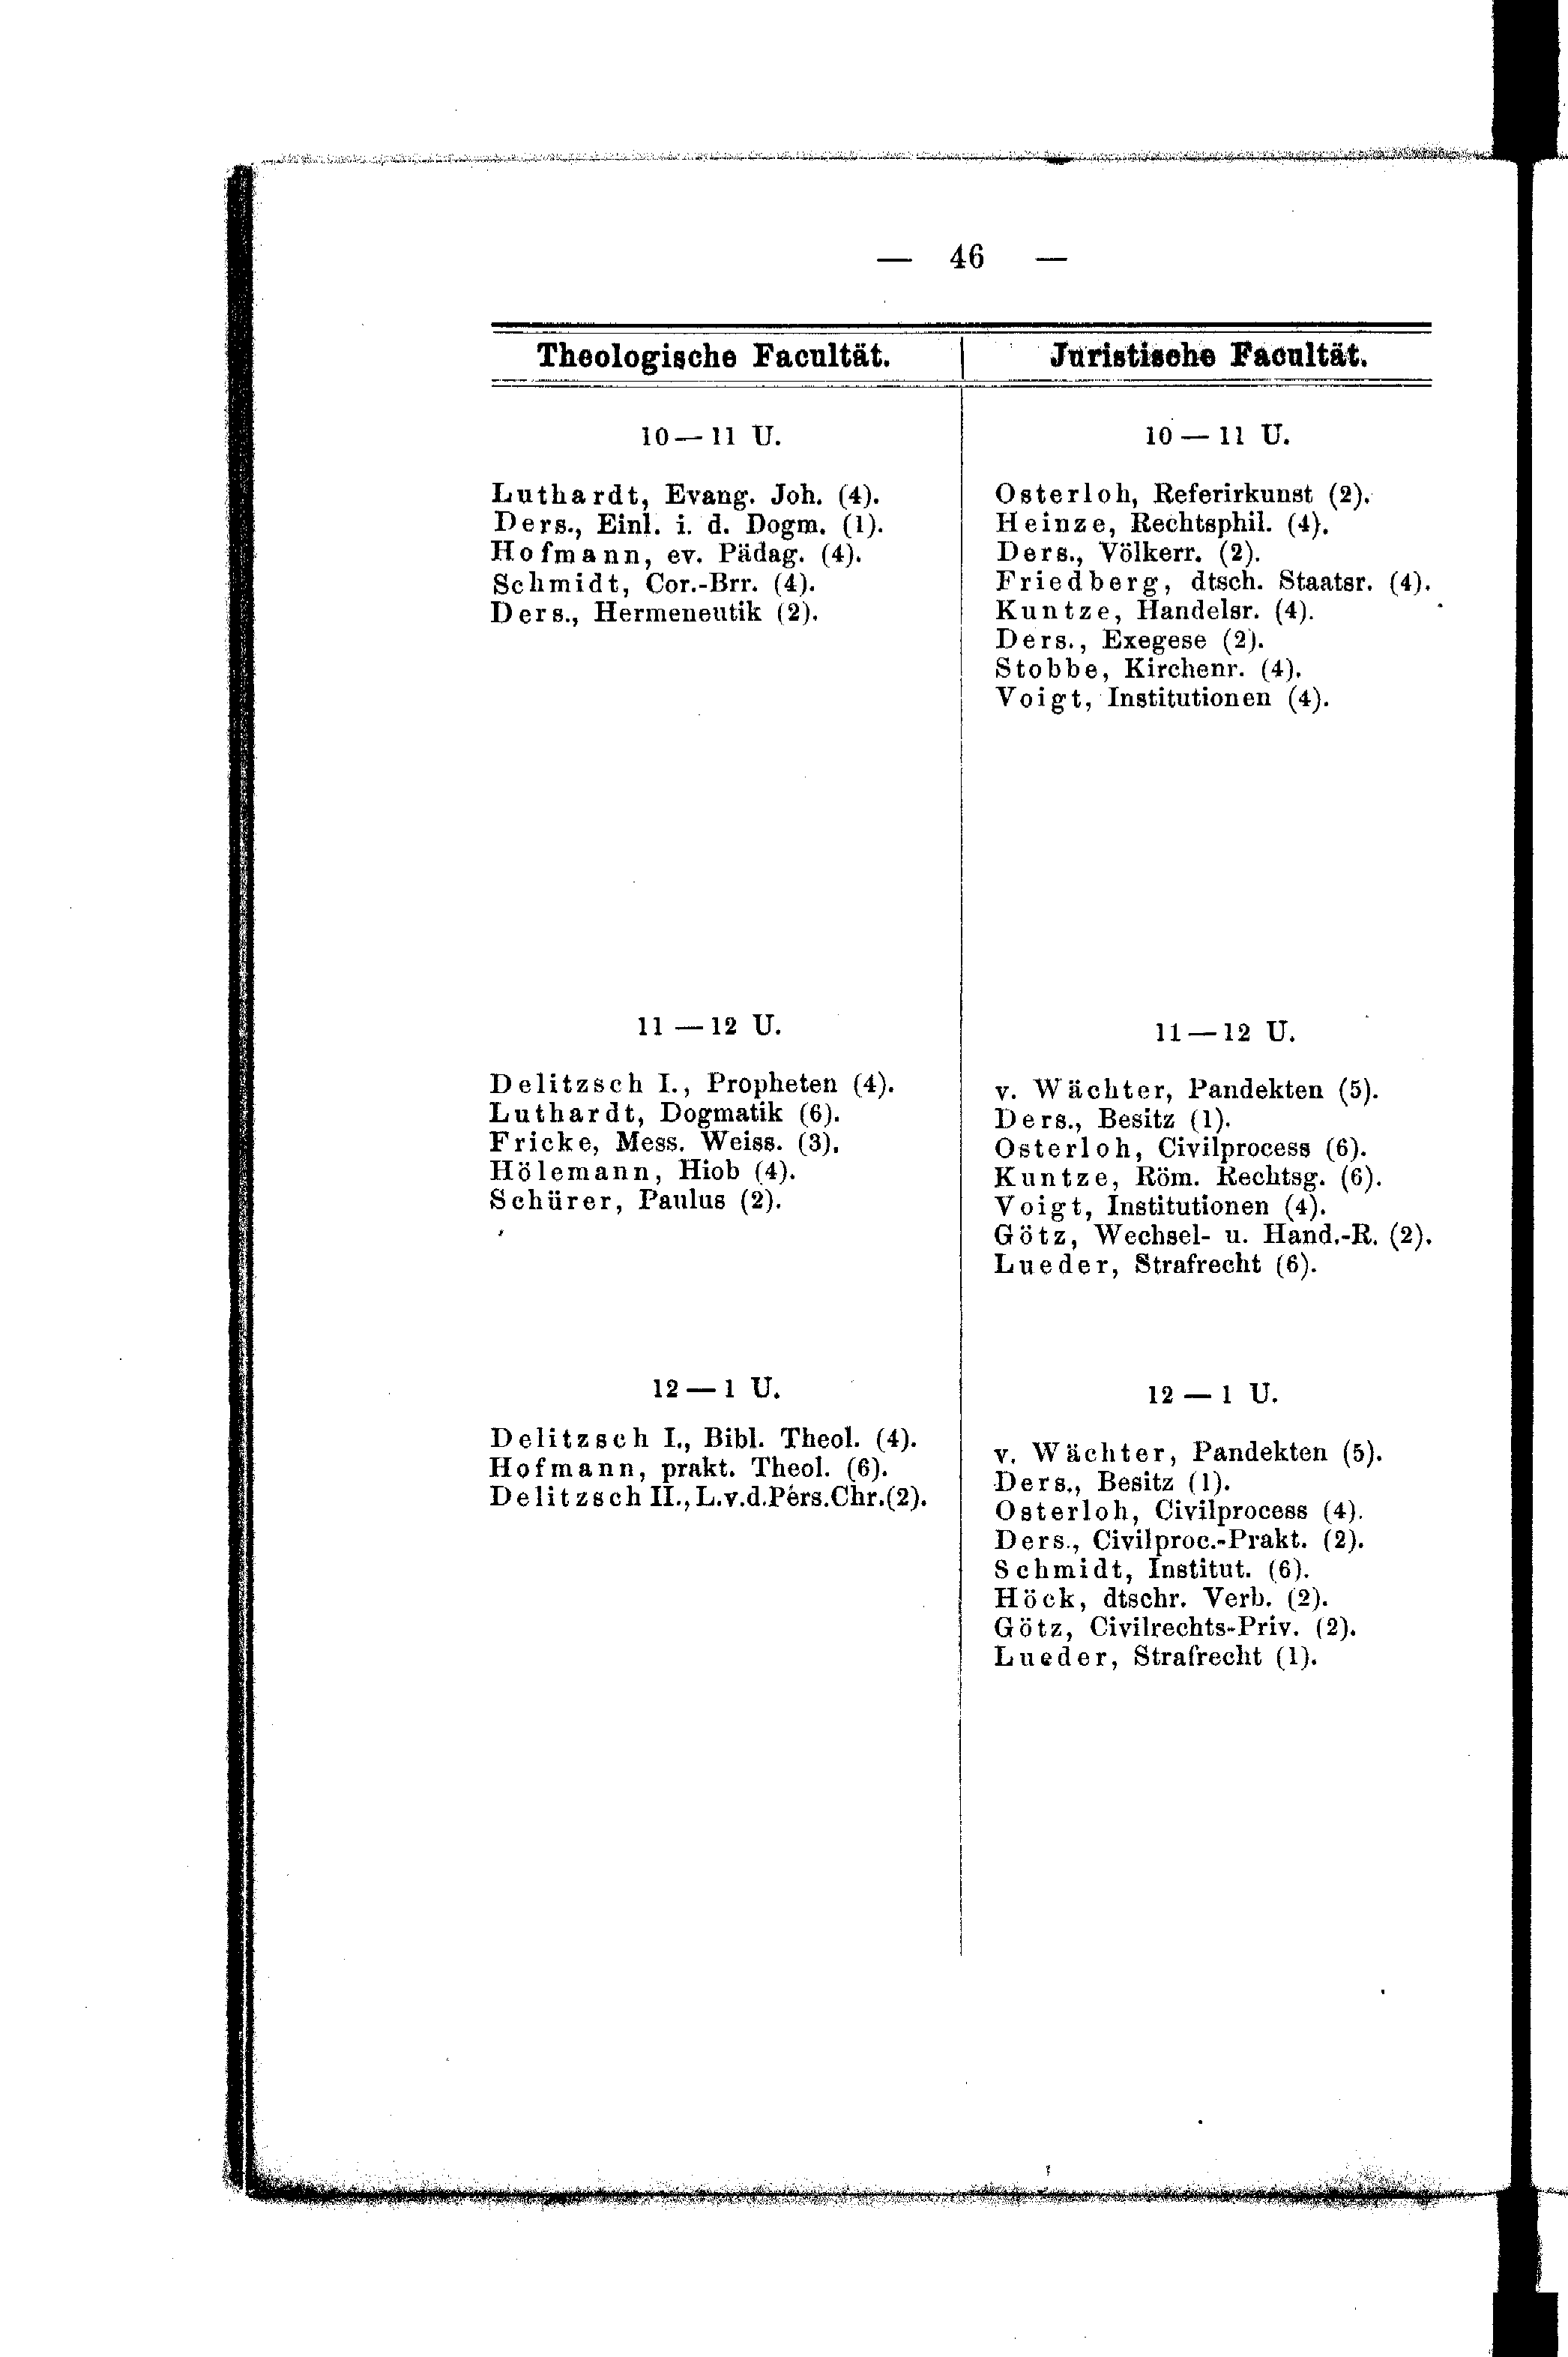 — 46 —
Theologische Facultät.
10—11 U.
Luthardt, Evang. Joh. (4).
Ders., Einl. i. d. Dogm. (1).
Hofmann, ev. Pädag. (4).
Schmidt, Cor.-Brr. (4).
Ders., Hermeneutik (2).
11—12 U.
Delitzsch I., Propheten (4).
Luthardt, Dogmatik (6).
Fricke, Mess. Weiss. (3).
Hölemann, Hiob (4).
Schürer, Paulus (2).
12—1 U.
Delitzsch I., Bibl. Theol. (4).
Hofmann, prakt. Theol. (6).
Delitzsch II., L.v.d.Pers.Chr.(2).
Juristische Facultät.
10—11 U.
Osterloh, Referirkunst (2).
Heinze, Rechtsphil. (4).
Ders., Völkerr. (2).
Friedberg, dtsch. Staatsr. (4).
Kuntze, Handelsr. (4).
Ders., Exegese (2).
Stobbe, Kirchenr. (4).
Voigt, Institutionen (4).
11—12 U.
v. Wächter, Pandekten (5).
Ders., Besitz (1).
Osterloh, Civilprocess (6).
Kuntze, Röm. Rechtsg. (6).
Voigt, Institutionen (4).
Götz, Wechsel- u. Hand.-R. (2).
Lueder, Strafrecht (6).
12—1 U.
v. Wächter, Pandekten (5).
Ders., Besitz (1).
Osterloh, Civilprocess (4).
Ders., Civilproc.-Prakt. (2).
Schmidt, Institut. (6).
Höck, dtschr. Verb. (2).
Götz, Civilrechts-Priv. (2).
Lueder, Strafrecht (1).